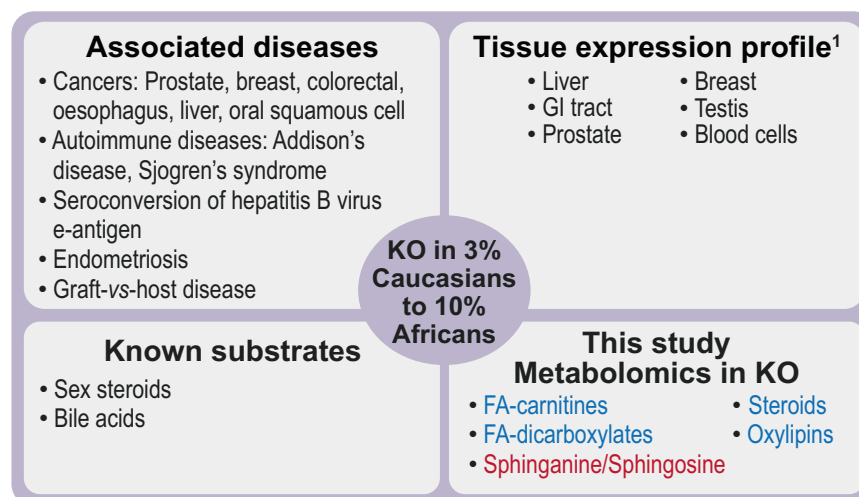 Associated diseases
• Cancers: Prostate, breast, colorectal,
oesophagus, liver, oral squamous cell
• Autoimmune diseases: Addison’s
disease, Sjogren’s syndrome
• Seroconversion of hepatitis B virus
e-antigen
• Endometriosis
• Graft-vs-host disease
Tissue expression profile¹
• Liver
• GI tract
• Prostate
• Breast
• Testis
• Blood cells
KO in 3%
Caucasians
to 10%
Africans
Known substrates
• Sex steroids
• Bile acids
This study
Metabolomics in KO
• FA-carnitines
• FA-dicarboxylates
• Sphinganine/Sphingosine
• Steroids
• Oxylipins